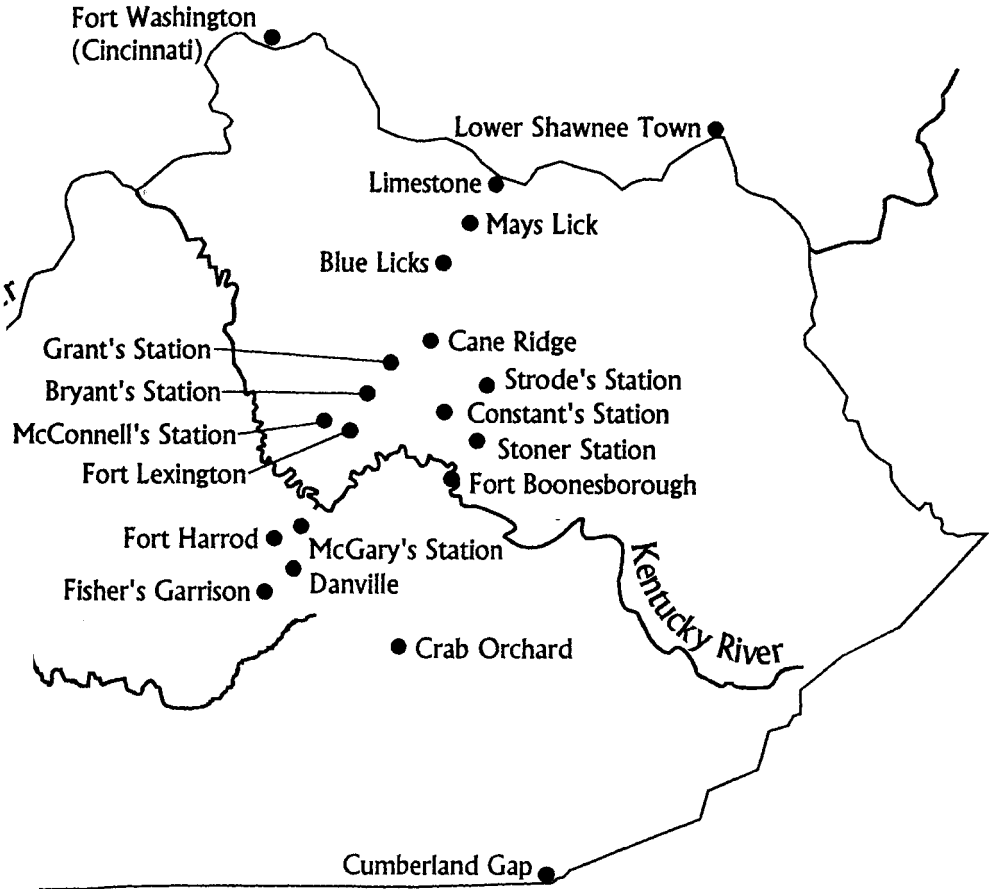 Fort Washington
(Cincinnati)
Lower Shawnee Town
Limestone
Mays Lick
Blue Licks
Cane Ridge
Grant's Station
Strode's Station
Bryant's Station
Constant's Station
McConnell's Station
Stoner Station
Fort Lexington
Fort Boonesborough
Fort Harrod
McGary's Station
Danville
Fisher's Garrison
Kentucky River
Crab Orchard
Cumberland Gap